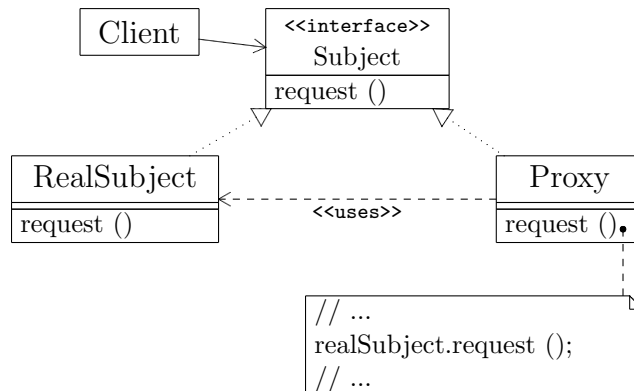 Client
<<interface>>
Subject
request ()
RealSubject
request ()
<<uses>>
Proxy
request ()
// ...
realSubject.request ();
// ...